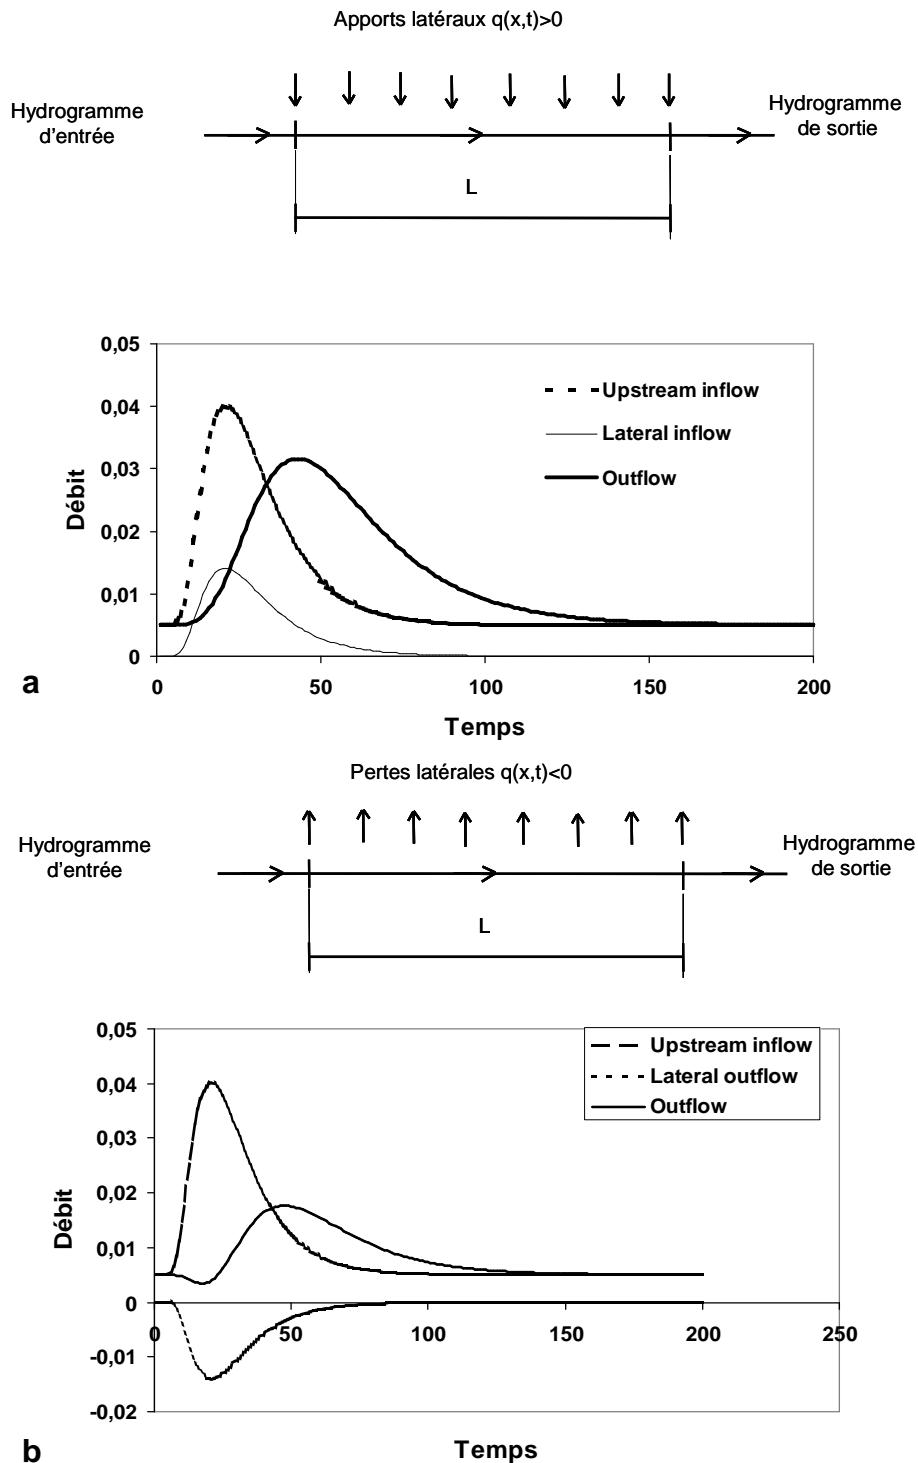 Apports latéraux q(x,t)>0
Hydrogramme
d'entrée
Hydrogramme
de sortie
L
0,05
0,04
0,03
0,02
0,01
0
Débit
Upstream inflow
Lateral inflow
Outflow
0
50
100
150
200
Temps
a
Pertes latérales q(x,t)<0
Hydrogramme
d'entrée
Hydrogramme
de sortie
L
0,05
0,04
0,03
0,02
0,01
0
-0,01
-0,02
Débit
Upstream inflow
Lateral outflow
Outflow
0
50
100
150
200
250
Temps
b